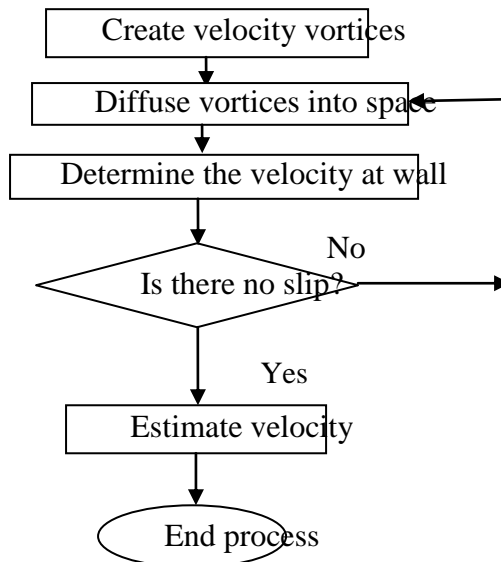 Create velocity vortices
Diffuse vortices into space
Determine the velocity at wall
No
Is there no slip?
Yes
Estimate velocity
End process